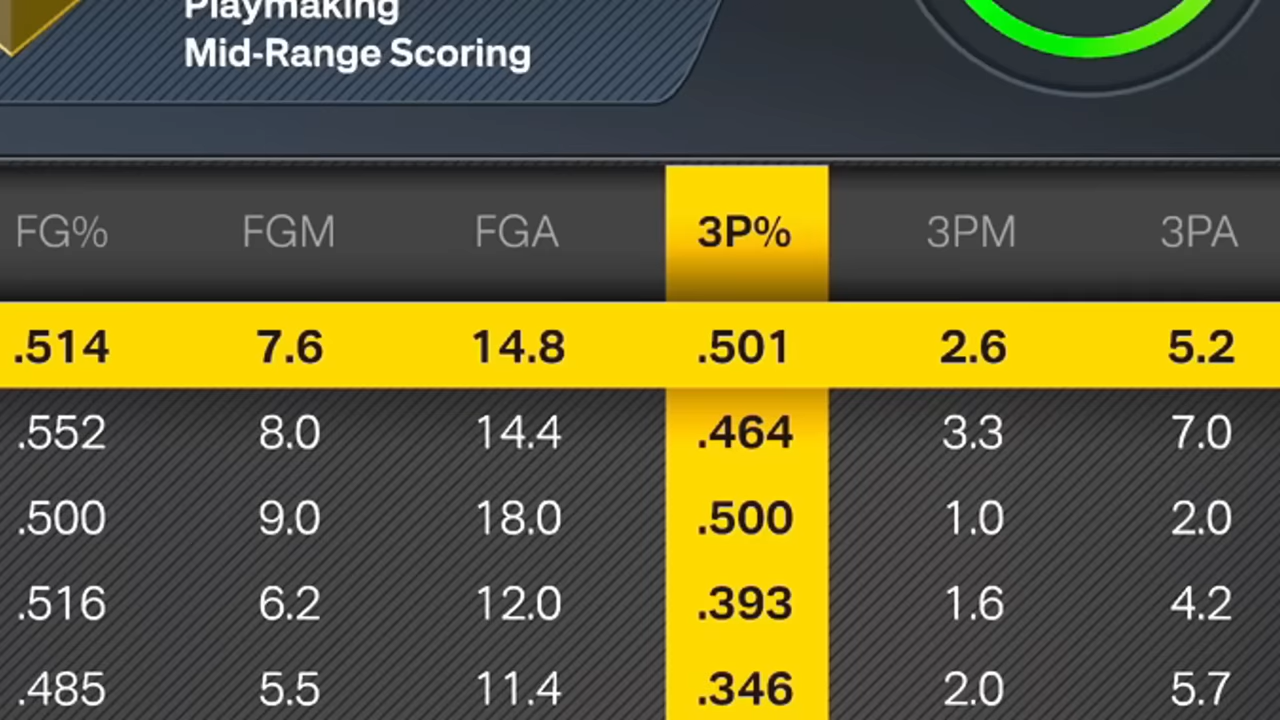 Playmaking
Mid-Range Scoring
FG% FGM FGA 3P% 3PM 3PA
.514 7.6 14.8 .501 2.6 5.2
.552 8.0 14.4 .464 3.3 7.0
.500 9.0 18.0 .500 1.0 2.0
.516 6.2 12.0 .393 1.6 4.2
.485 5.5 11.4 .346 2.0 5.7